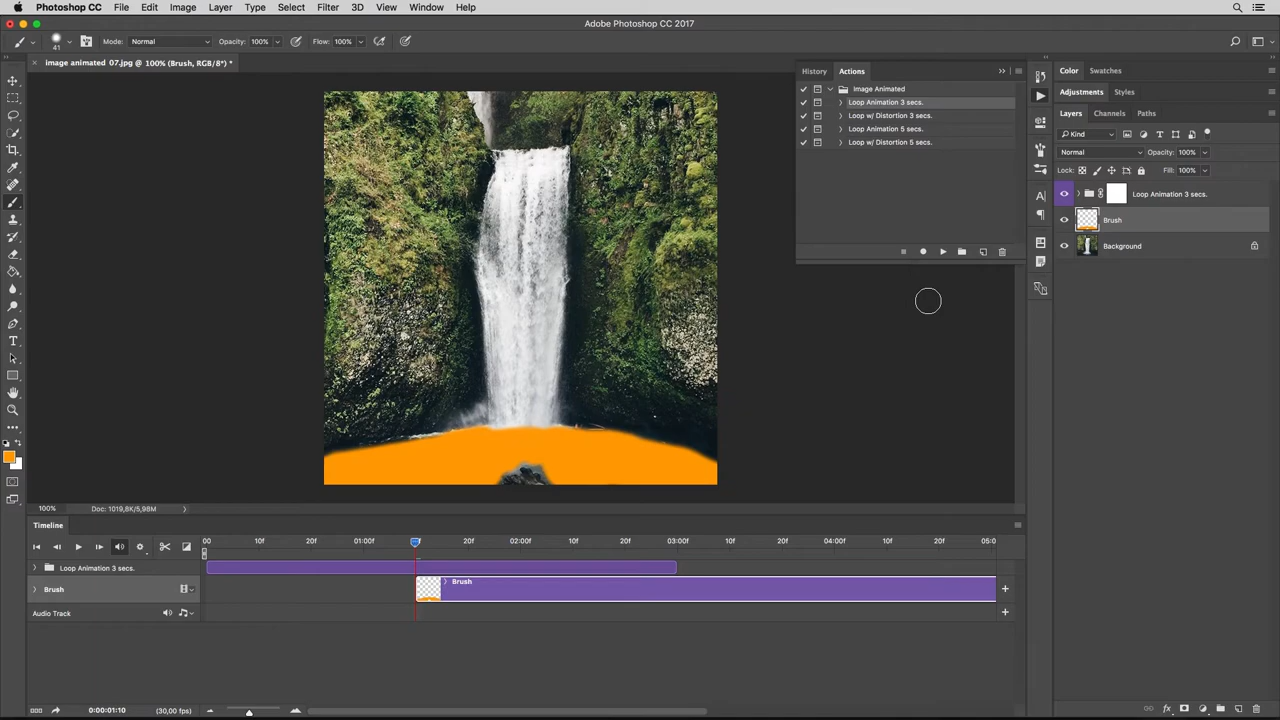 Photoshop CC File Edit Image Layer Type Select Filter 3D View Window Help
Adobe Photoshop CC 2017
41 Mode: Normal Opacity: 100% Flow: 100%
image animated 07.jpg @ 100% (Brush, RGB/8*) *
History Actions
Image Animated
Loop Animation 3 secs.
Loop w/ Distortion 3 secs.
Loop Animation 5 secs.
Loop w/ Distortion 5 secs.
Color Swatches
Adjustments Styles
Layers Channels Paths
Kind
Normal Opacity: 100%
Lock: Fill: 100%
Loop Animation 3 secs.
Brush
Background
100% Doc: 1019,8K/5,98M
Timeline
00 10f 20f 01:00f f 20f 02:00f 10f 20f 03:00f 10f 20f 04:00f 10f 20f 05:0
Loop Animation 3 secs.
Brush Brush
Audio Track
0:00:01:10 (30,00 fps)